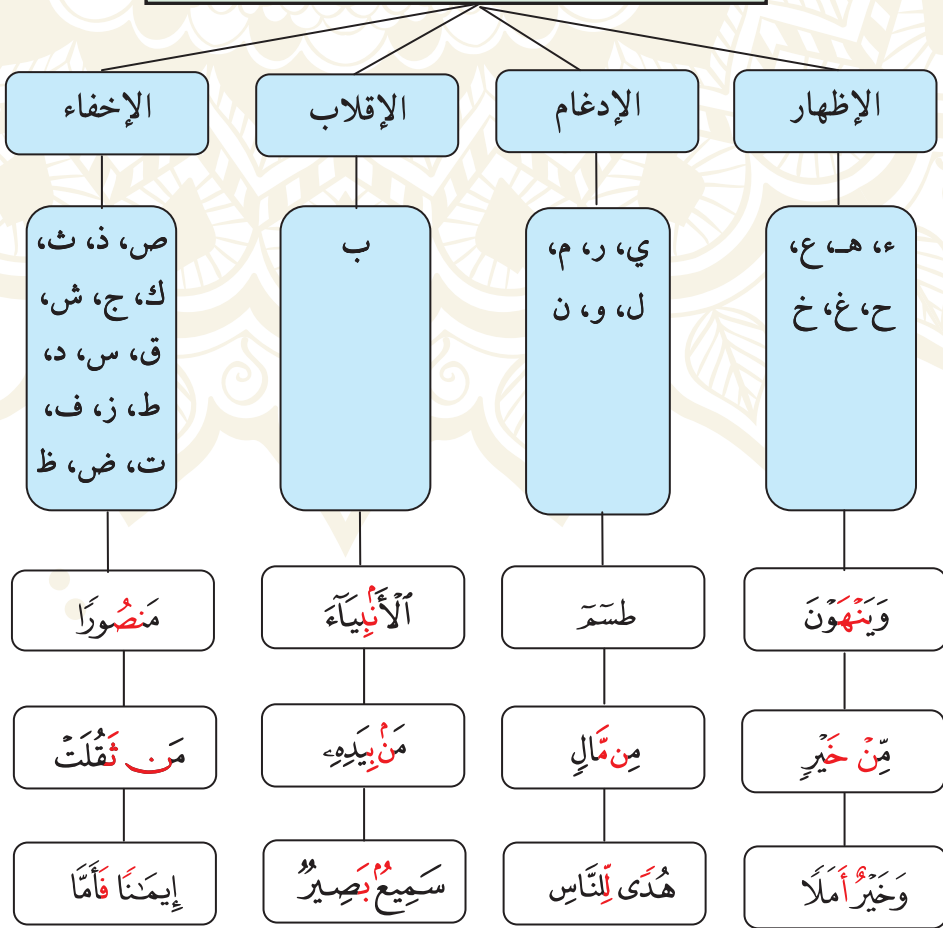 الإظهار
الإدغام
الإقلاب
الإخفاء
ء، هـ، ع،
ح، غ، خ
ي، ر، م،
ل، و، ن
ب
ص، ذ، ث،
ك، ج، ش،
ق، س، د،
ط، ز، ف،
ت، ض، ظ
وَيَنْهَوْنَ
طسٓمٓ
ٱلْأَنۢبِيَآءَ
مَنصُورًا
مِّنْ خَيْرٍ
مِن مَّالٍ
مَنۢ بِيَدِهِۦ
مَن ثَقُلَتْ
وَخَيْرٌ أَمَلًا
هُدًى لِّلنَّاسِ
سَمِيعُۢ بَصِيرٌ
إِيمَٰنًا فَأَمَّا